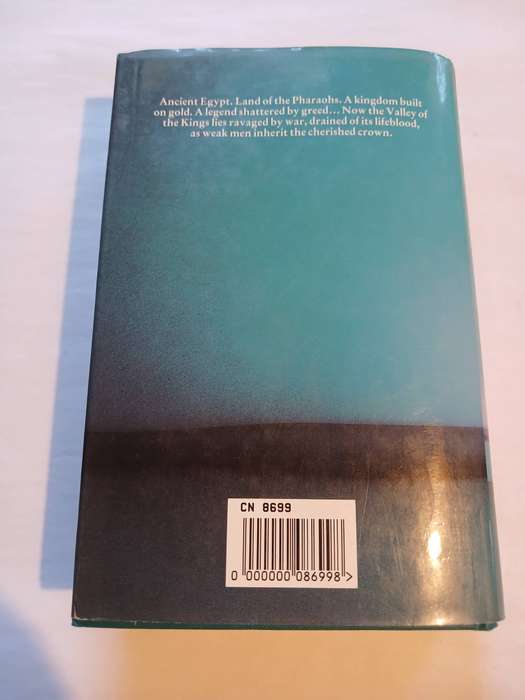 Ancient Egypt. Land of the Pharaohs. A kingdom built
on gold. A legend shattered by greed... Now the Valley of
the Kings lies ravaged by war, drained of its lifeblood,
as weak men inherit the cherished crown.
CN 8699
0 000000 086998 >